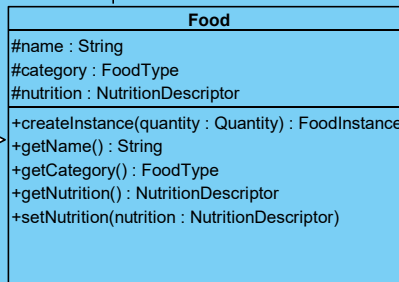 Food
#name : String
#category : FoodType
#nutrition : NutritionDescriptor
+createInstance(quantity : Quantity) : FoodInstance
+getName() : String
+getCategory() : FoodType
+getNutrition() : NutritionDescriptor
+setNutrition(nutrition : NutritionDescriptor)